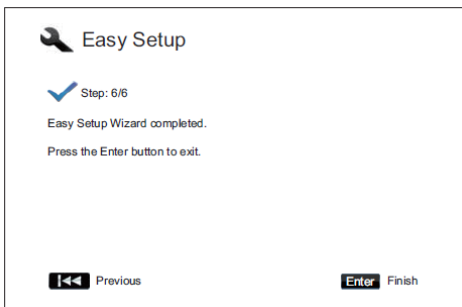 Easy Setup
Step: 6/6
Easy Setup Wizard completed.
Press the Enter button to exit.
Previous
Enter Finish